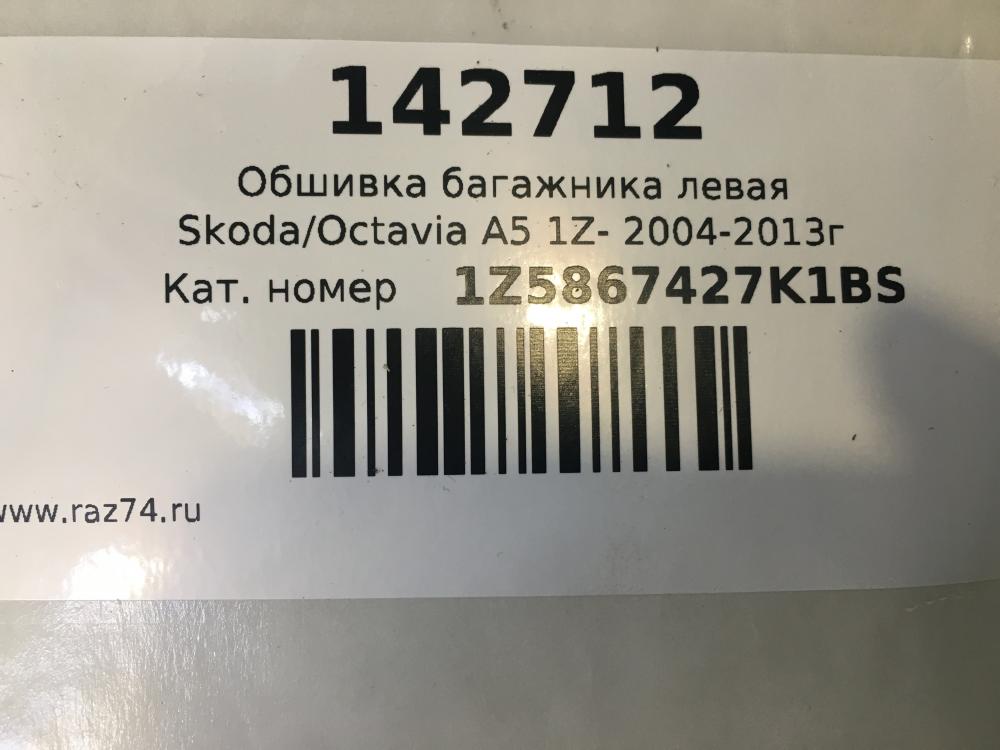 142712
Обшивка багажника левая
Skoda/Octavia A5 1Z- 2004-2013г
Кат. номер 1Z5867427K1BS
www.raz74.ru